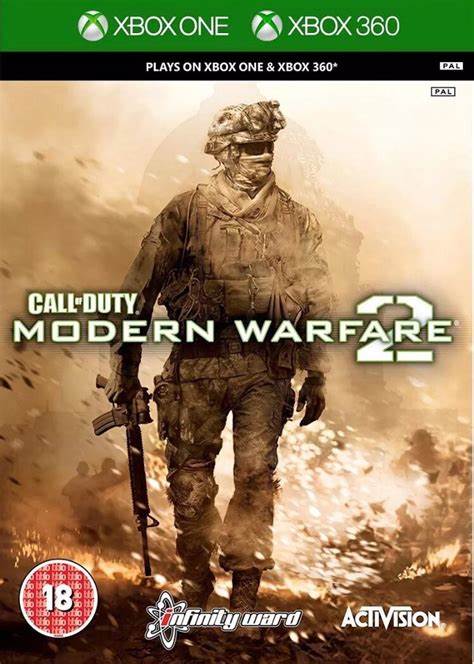 XBOX ONE XBOX 360
PLAYS ON XBOX ONE & XBOX 360*
PAL
PAL
CALL OF DUTY®
MODERN WARFARE® 2
18
infinity ward
ACTIVISION®